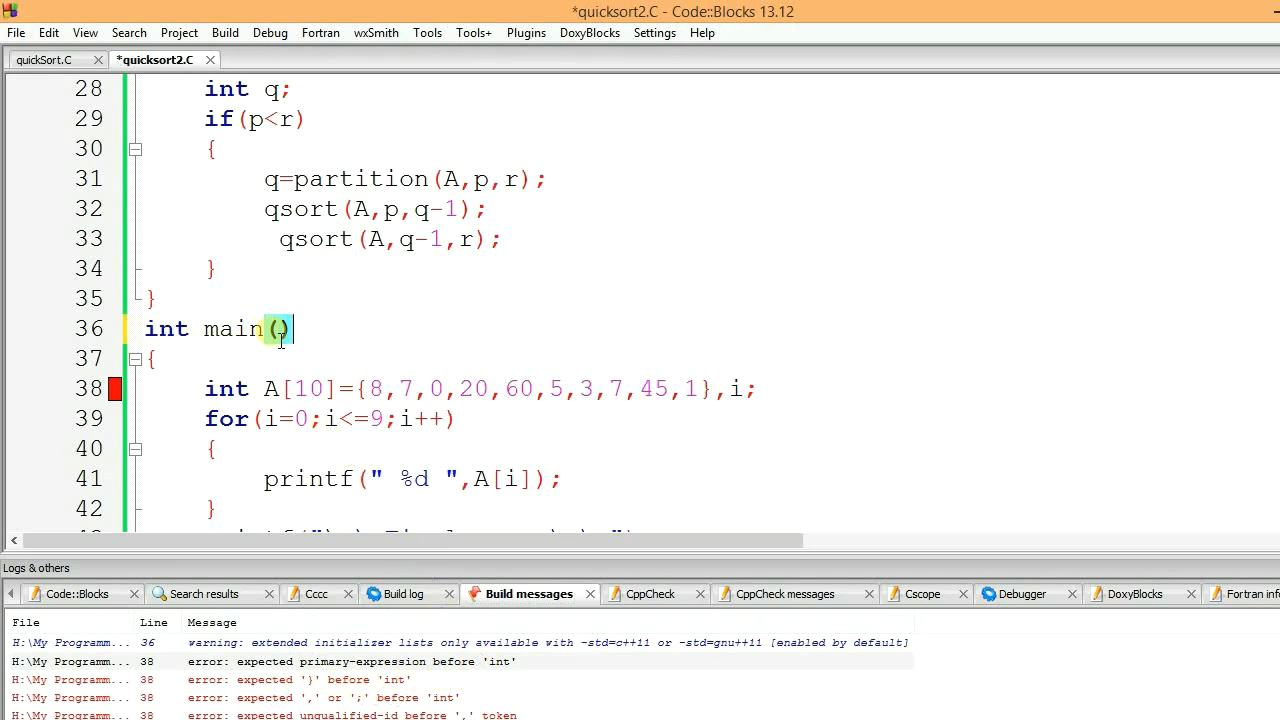 *quicksort2.C - Code::Blocks 13.12
File Edit View Search Project Build Debug Fortran wxSmith Tools Tools+ Plugins DoxyBlocks Settings Help
quickSort.C *quicksort2.C
28 int q;
29 if(p<r)
30 {
31 q=partition(A,p,r);
32 qsort(A,p,q-1);
33 qsort(A,q-1,r);
34 }
35 }
36 int main()
37 {
38 int A[10]={8,7,0,20,60,5,3,7,45,1},i;
39 for(i=0;i<=9;i++)
40 {
41 printf(" %d ",A[i]);
42 }
Logs & others
Code::Blocks Search results Cccc Build log Build messages CppCheck CppCheck messages Cscope Debugger DoxyBlocks Fortran info
File Line Message
H:\My Programm... 36 warning: extended initializer lists only available with -std=c++11 or -std=gnu++11 [enabled by default]
H:\My Programm... 38 error: expected primary-expression before 'int'
H:\My Programm... 38 error: expected '}' before 'int'
H:\My Programm... 38 error: expected ',' or ';' before 'int'
H:\My Programm... 38 error: expected unqualified-id before ',' token